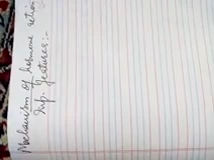 Mechanism of hormone action
Imp. features:-